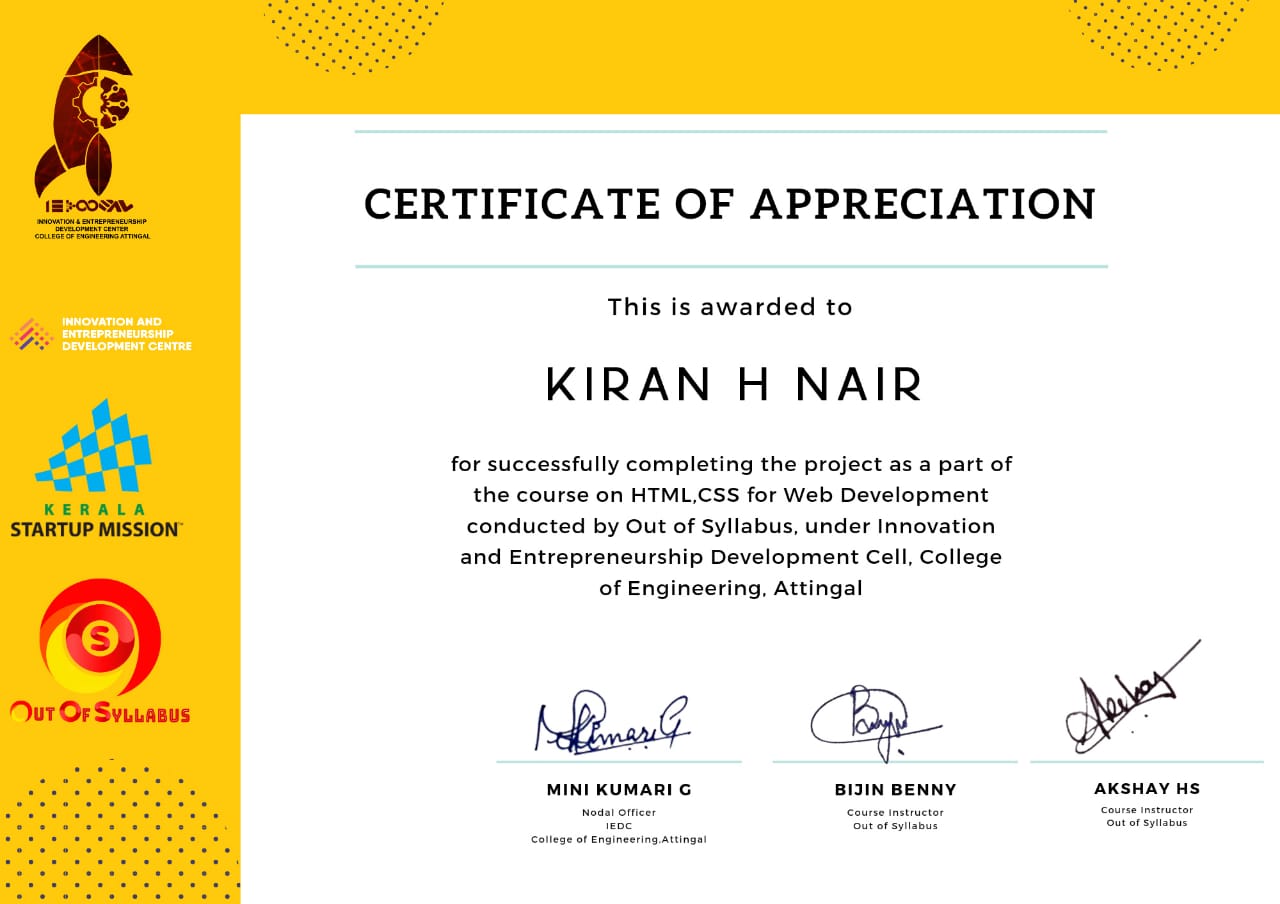 INNOVATION & ENTREPRENEURSHIP
DEVELOPMENT CENTER
COLLEGE OF ENGINEERING ATTINGAL
INNOVATION AND
ENTREPRENEURSHIP
DEVELOPMENT CENTRE
KERALA
STARTUP MISSION™
S
OUT OF SYLLABUS
CERTIFICATE OF APPRECIATION
This is awarded to
KIRAN H NAIR
for successfully completing the project as a part of
the course on HTML,CSS for Web Development
conducted by Out of Syllabus, under Innovation
and Entrepreneurship Development Cell, College
of Engineering, Attingal
MINI KUMARI G
Nodal Officer
IEDC
College of Engineering,Attingal
BIJIN BENNY
Course Instructor
Out of Syllabus
AKSHAY HS
Course Instructor
Out of Syllabus